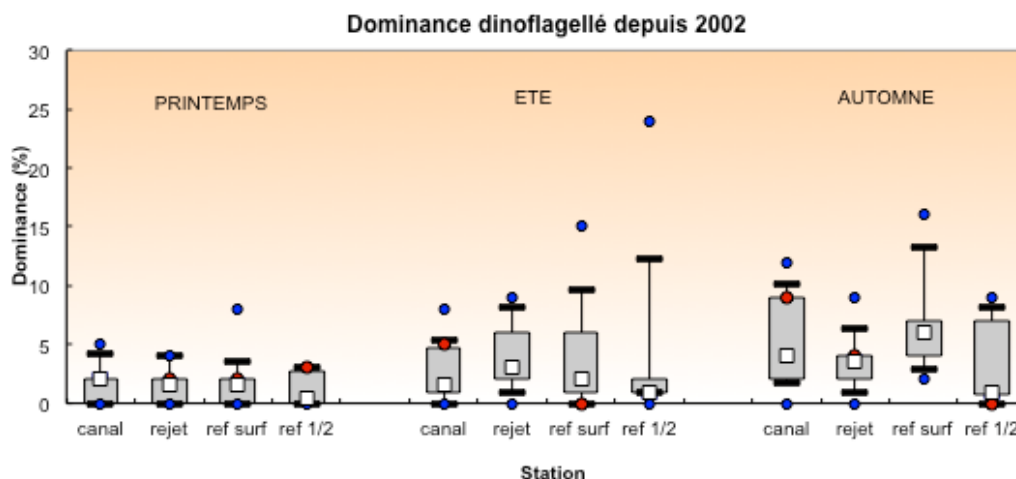 Dominance dinoflagellé depuis 2002
30
25
20
15
10
5
0
Dominance (%)
PRINTEMPS
ETE
AUTOMNE
canal rejet ref surf ref 1/2 canal rejet ref surf ref 1/2 canal rejet ref surf ref 1/2
Station